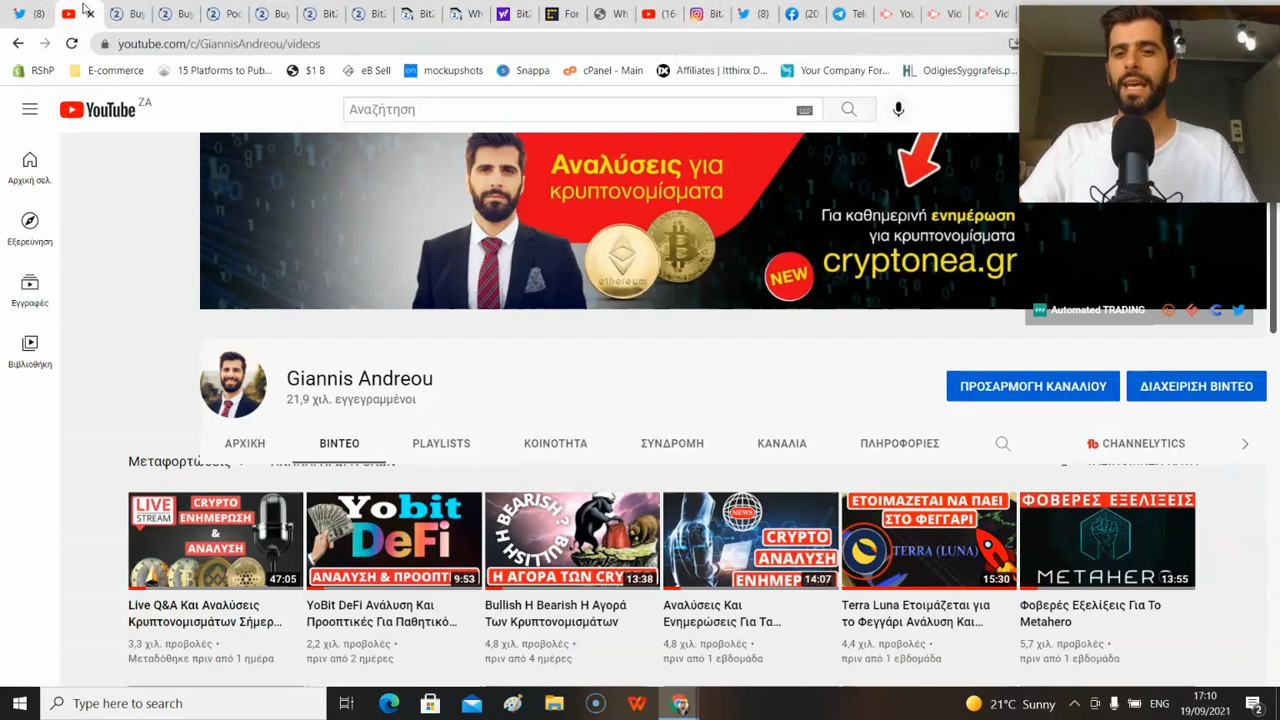 (8)
Buy
2Buy
Poo
Buy
Bit
Bit
Wh
Bit
For
Wh
(16
Inst
(8)
(20
Tele
You
Vid
Vid
youtube.com/c/GiannisAndreou/videos
RShP
E-commerce
15 Platforms to Pub...
$1 B
eB Sell
mockupshots
Snappa
cPanel - Main
Affiliates | Itthinx D...
Your Company For...
OdigiesSyggrafeis.p...
YouTube ZA
Αναζήτηση
Αρχική σελ.
Εξερεύνηση
Εγγραφές
Βιβλιοθήκη
Αναλύσεις για
κρυπτονομίσματα
Για καθημερινή ενημέρωση
για κρυπτονομίσματα
cryptonea.gr
NEW
ethereum
Automated TRADING
Giannis Andreou
21,9 χιλ. εγγεγραμμένοι
ΠΡΟΣΑΡΜΟΓΗ ΚΑΝΑΛΙΟΥ
ΔΙΑΧΕΙΡΙΣΗ ΒΙΝΤΕΟ
ΑΡΧΙΚΗ
ΒΙΝΤΕΟ
PLAYLISTS
ΚΟΙΝΟΤΗΤΑ
ΣΥΝΔΡΟΜΗ
ΚΑΝΑΛΙΑ
ΠΛΗΡΟΦΟΡΙΕΣ
CHANNELYTICS
Μεταφορτώσεις
LIVE
STREAM
CRYPTO
ΕΝΗΜΕΡΩΣΗ
&
ΑΝΑΛΥΣΗ
47:05
Live Q&A Και Αναλύσεις
Κρυπτονομισμάτων Σήμερ...
3,3 χιλ. προβολές
Μεταδόθηκε πριν από 1 ημέρα
Yobit
DeFi
ΑΝΑΛΥΣΗ & ΠΡΟΟΠΤ
9:53
YoBit DeFi Ανάλυση Και
Προοπτικές Για Παθητικό...
2,2 χιλ. προβολές
πριν από 2 ημέρες
BEARISH?
Η BULLISH
Η ΑΓΟΡΑ ΤΩΝ CRY
13:38
Bullish Η Bearish Η Αγορά
Των Κρυπτονομισμάτων
4,8 χιλ. προβολές
πριν από 4 ημέρες
NEWS
CRYPTO
ΑΝΑΛΥΣΗ
ΕΝΗΜΕΡ
14:07
Αναλύσεις Και
Ενημερώσεις Για Τα...
4,8 χιλ. προβολές
πριν από 1 εβδομάδα
ΕΤΟΙΜΑΖΕΤΑΙ ΝΑ ΠΑΕΙ
ΣΤΟ ΦΕΓΓΑΡΙ
TERRA (LUNA)
15:30
Terra Luna Ετοιμάζεται για
το Φεγγάρι Ανάλυση Και...
4,4 χιλ. προβολές
πριν από 1 εβδομάδα
ΦΟΒΕΡΕΣ ΕΞΕΛΙΞΕΙΣ
METAHER
13:55
Φοβερές Εξελίξεις Για Το
Metahero
5,7 χιλ. προβολές
πριν από 1 εβδομάδα
Type here to search
21°C Sunny
ENG
17:10
19/09/2021
2